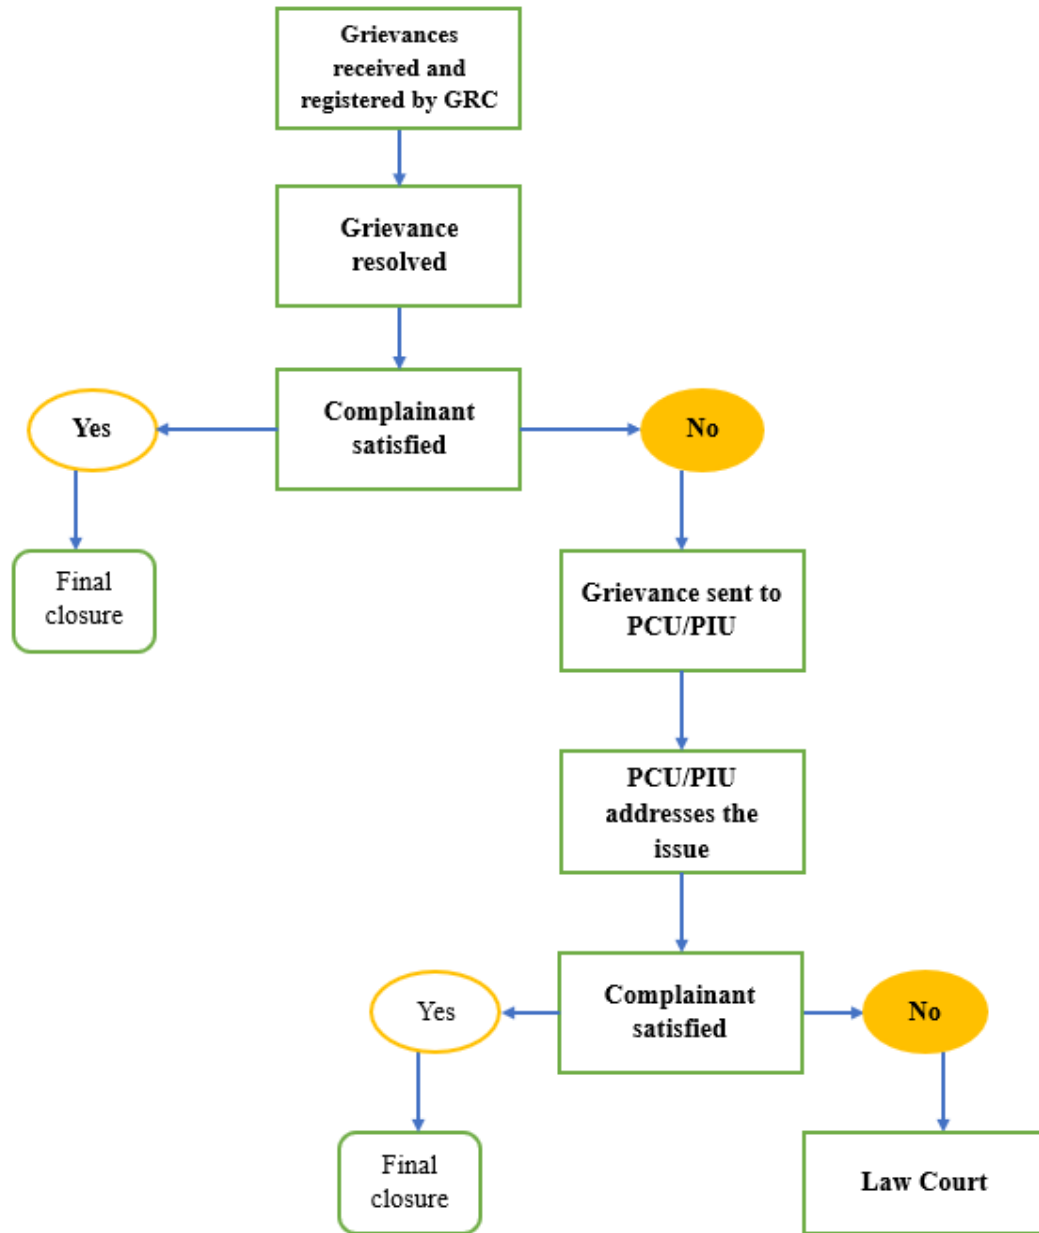 Grievances
received and
registered by GRC
Grievance
resolved
Complainant
satisfied
Yes
No
Final
closure
Grievance sent to
PCU/PIU
PCU/PIU
addresses the
issue
Complainant
satisfied
Yes
No
Final
closure
Law Court